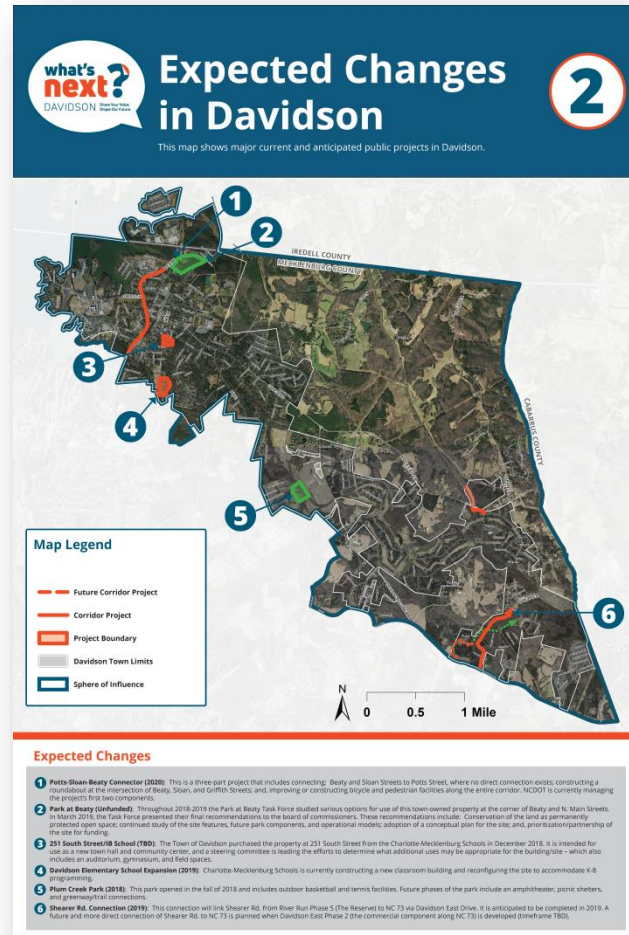 what's
next?
DAVIDSON Share Your Voice. Shape Our Future.
Expected Changes
in Davidson
2
This map shows major current and anticipated public projects in Davidson.
1
2
IREDELL COUNTY
MECKLENBURG COUNTY
CABARRUS COUNTY
3
4
5
6
Map Legend
Future Corridor Project
Corridor Project
Project Boundary
Davidson Town Limits
Sphere of Influence
N
0 0.5 1 Mile
Expected Changes
1 Potts-Sloan-Beaty Connector (2020): This is a three-part project that includes connecting: Beaty and Sloan Streets to Potts Street, where no direct connection exists; constructing a
roundabout at the intersection of Beaty, Sloan, and Griffith Streets; and, improving or constructing bicycle and pedestrian facilities along the entire corridor. NCDOT is currently managing
the project's first two components.
2 Park at Beaty (Unfunded): Throughout 2018-2019 the Park at Beaty Task Force studied various options for use of this town-owned property at the corner of Beaty and N. Main Streets.
In March 2019, the Task Force presented their final recommendations to the board of commissioners. These recommendations include: Conservation of the land as permanently
protected open space; continued study of the site features, future park components, and operational models; adoption of a conceptual plan for the site; and, prioritization/partnership of
the site for funding.
3 251 South Street/IB School (TBD): The Town of Davidson purchased the property at 251 South Street from the Charlotte-Mecklenburg Schools in December 2018. It is intended for
use as a new town hall and community center, and a steering committee is leading the efforts to determine what additional uses may be appropriate for the building/site – which also
includes an auditorium, gymnasium, and field spaces.
4 Davidson Elementary School Expansion (2019): Charlotte-Mecklenburg Schools is currently constructing a new classroom building and reconfiguring the site to accommodate K-8
programming.
5 Plum Creek Park (2018): This park opened in the fall of 2018 and includes outdoor basketball and tennis facilities. Future phases of the park include an amphitheater, picnic shelters,
and greenway/trail connections.
6 Shearer Rd. Connection (2019): This connection will link Shearer Rd. from River Run Phase 5 (The Reserve) to NC 73 via Davidson East Drive. It is anticipated to be completed in 2019. A
future and more direct connection of Shearer Rd. to NC 73 is planned when Davidson East Phase 2 (the commercial component along NC 73) is developed (timeframe TBD).